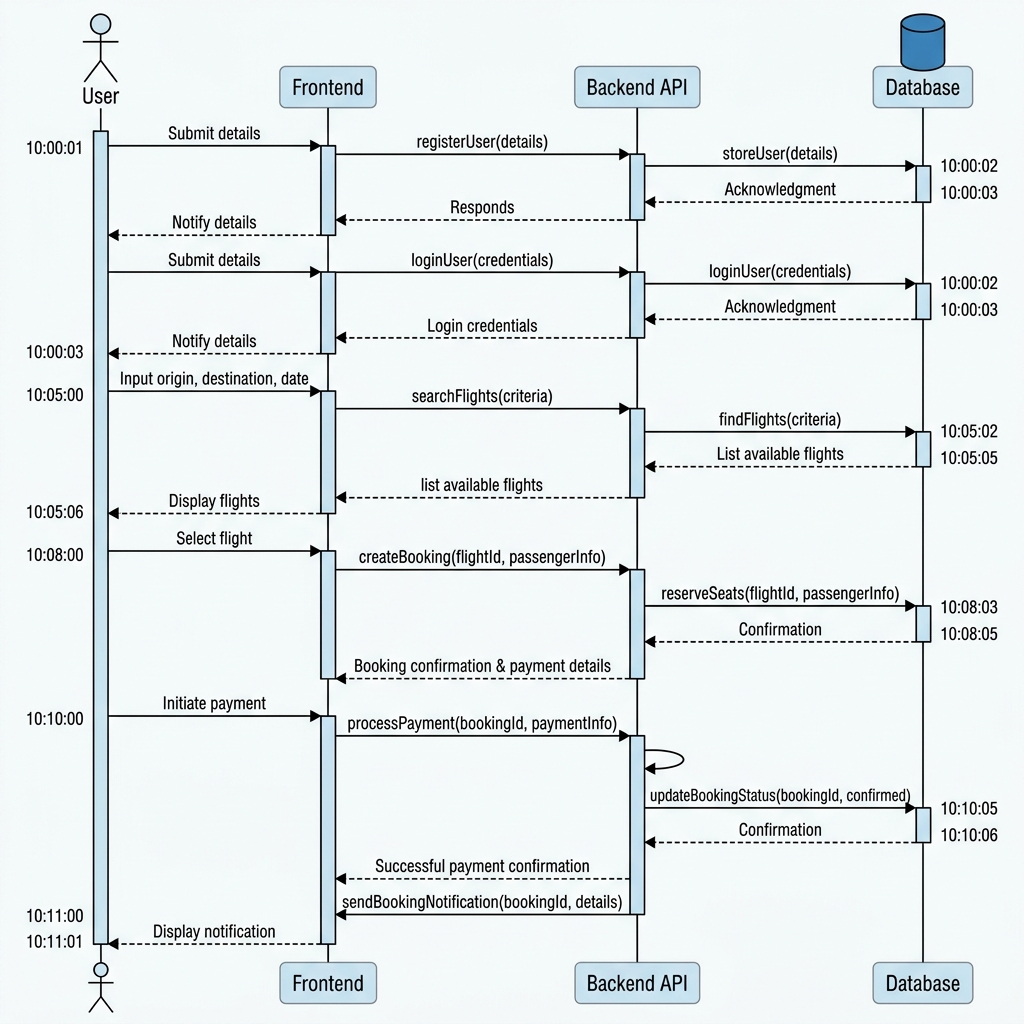 User
Frontend
Backend API
Database
10:00:01
Submit details
registerUser(details)
storeUser(details)
10:00:02
Acknowledgment
10:00:03
Responds
Notify details
Submit details
loginUser(credentials)
loginUser(credentials)
10:00:02
Acknowledgment
10:00:03
Login credentials
Notify details
10:00:03
Input origin, destination, date
10:05:00
searchFlights(criteria)
findFlights(criteria)
10:05:02
List available flights
10:05:05
list available flights
Display flights
10:05:06
Select flight
10:08:00
createBooking(flightId, passengerInfo)
reserveSeats(flightId, passengerInfo)
10:08:03
Confirmation
10:08:05
Booking confirmation & payment details
Initiate payment
10:10:00
processPayment(bookingId, paymentInfo)
updateBookingStatus(bookingId, confirmed)
10:10:05
Confirmation
10:10:06
Successful payment confirmation
sendBookingNotification(bookingId, details)
10:11:00
Display notification
10:11:01
Frontend
Backend API
Database